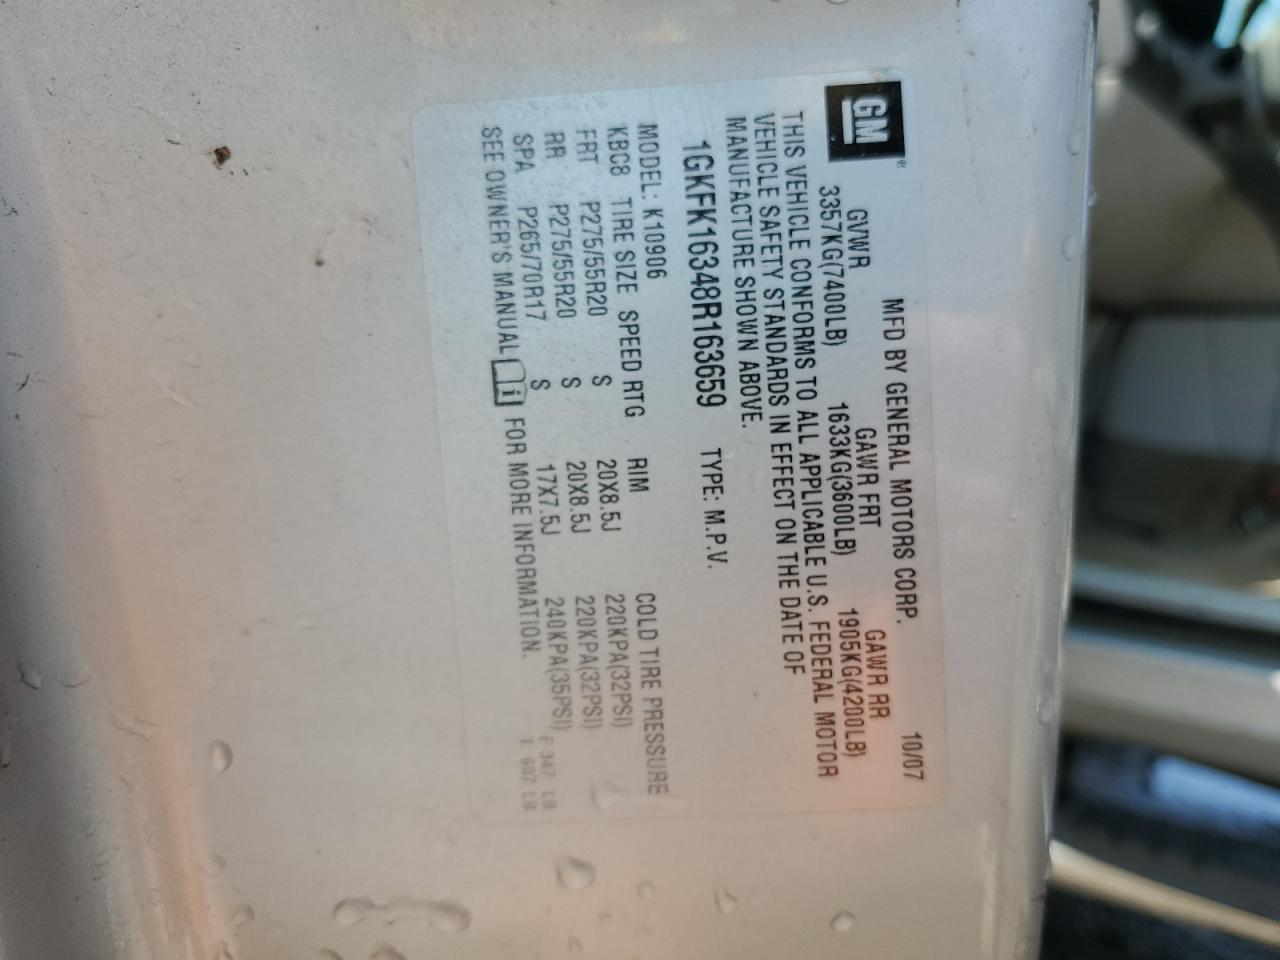 GM®
MFD BY GENERAL MOTORS CORP. 10/07
GVWR GAWR FRT GAWR RR
3357KG(7400LB) 1633KG(3600LB) 1905KG(4200LB)
THIS VEHICLE CONFORMS TO ALL APPLICABLE U.S. FEDERAL MOTOR
VEHICLE SAFETY STANDARDS IN EFFECT ON THE DATE OF
MANUFACTURE SHOWN ABOVE.
1GKFK16348R163659 TYPE: M.P.V.
MODEL: K10906
KBC8 TIRE SIZE SPEED RTG RIM COLD TIRE PRESSURE
FRT P275/55R20 S 20X8.5J 220KPA(32PSI)
RR P275/55R20 S 20X8.5J 220KPA(32PSI)
SPA P265/70R17 S 17X7.5J 240KPA(35PSI) F 347 LB
SEE OWNER'S MANUAL i FOR MORE INFORMATION. 607 LB